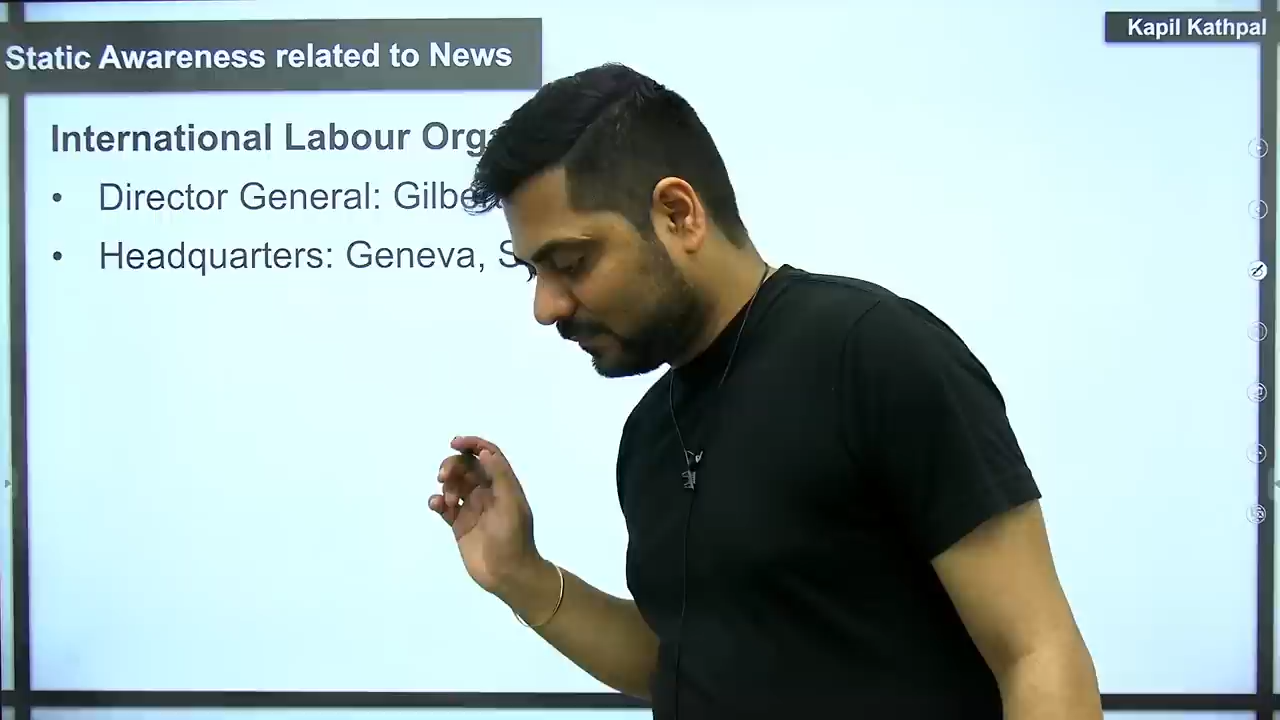 Kapil Kathpal
Static Awareness related to News
International Labour
• Director General:
• Headquarters: Geneva,